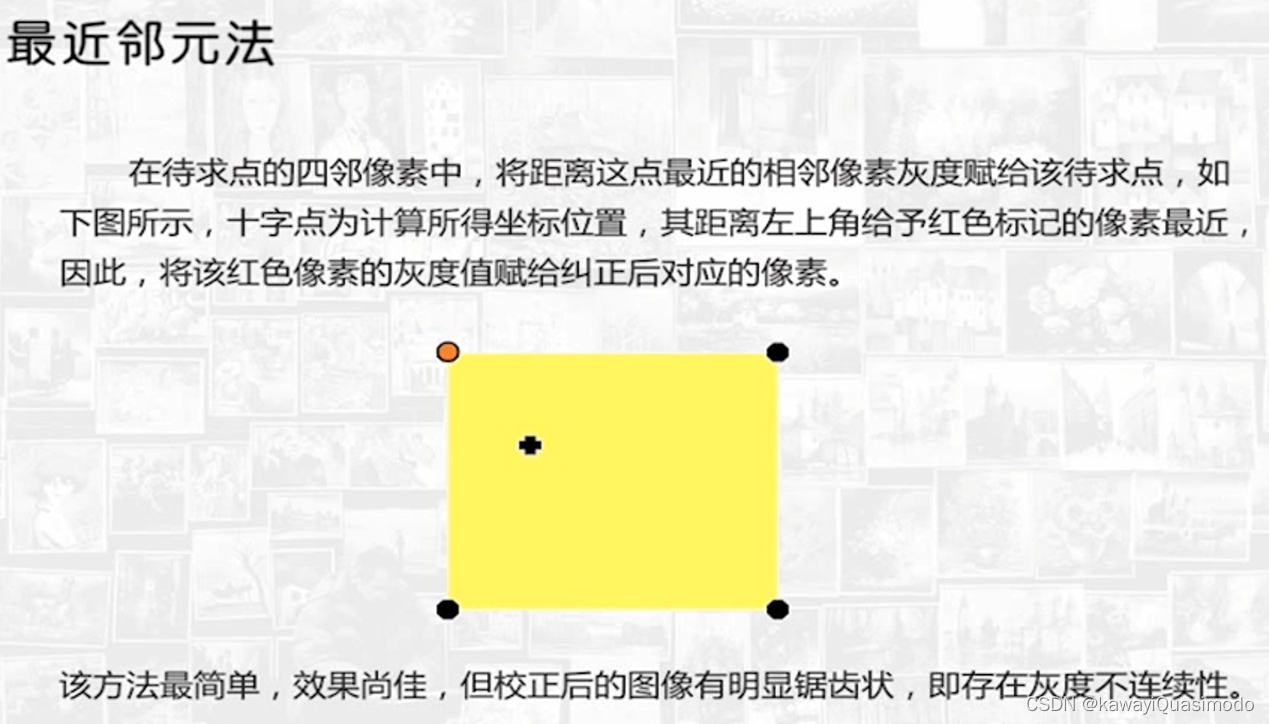 最近邻元法
在待求点的四邻像素中，将距离这点最近的相邻像素灰度赋给该待求点，如
下图所示，十字点为计算所得坐标位置，其距离左上角给予红色标记的像素最近，
因此，将该红色像素的灰度值赋给纠正后对应的像素。
该方法最简单，效果尚佳，但校正后的图像有明显锯齿状，即存在灰度不连续性。
CSDN @kawayiQuasimodo